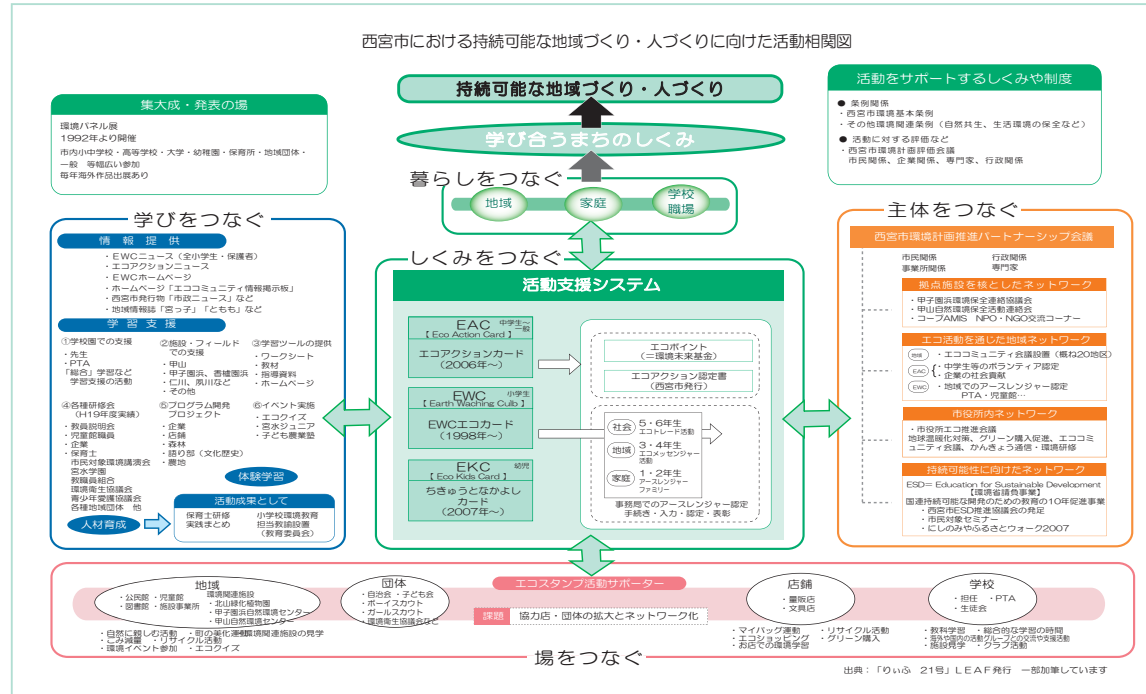 西宮市における持続可能な地域づくり・人づくりに向けた活動相関図
持続可能な地域づくり・人づくり
学び合うまちのしくみ
集大成・発表の場
環境パネル展
1992年より開催
市内小中学校・高等学校・大学・幼稚園・保育所・地域団体・
一般　等幅広い参加
毎年海外作品出展あり
活動をサポートするしくみや制度
● 条例関係
・西宮市環境基本条例
・その他環境関連条例（自然共生、生活環境の保全など）
● 活動に対する評価など
・西宮市環境計画評価会議
市民関係、企業関係、専門家、行政関係
暮らしをつなぐ
地域
家庭
学校
職場
学びをつなぐ
情報提供
・EWCニュース（全小学生・保護者）
・エコアクションニュース
・EWCホームページ
・ホームページ「エココミュニティ情報掲示板」
・西宮市発行物「市政ニュース」など
・地域情報誌「宮っ子」「ともも」など
学習支援
①学校園での支援
・先生
・PTA
「総合」学習など
学習支援の活動
②施設・フィールド
での支援
・甲山
・甲子園浜、香櫨園浜
・仁川、夙川など
・その他
③学習ツールの提供
・ワークシート
・教材
・指導資料
・ホームページ
④各種研修会
（H19年度実績）
・教員説明会
・児童館職員
・企業
・保育士
市民対象環境講演会
宮水学園
教職員組合
環境衛生協議会
青少年愛護協議会
各種地域団体　他
⑤プログラム開発
プロジェクト
・企業
・店舗
・森林
・語り部（文化歴史）
・農地
⑥イベント実施
・エコクイズ
・宮水ジュニア
・子ども農業塾
体験学習
人材育成
活動成果として
保育士研修
実践まとめ
小学校環境教育
担当教諭設置
（教育委員会）
しくみをつなぐ
活動支援システム
EAC 中学生～一般
【 Eco Action Card 】
エコアクションカード
（2006年～）
EWC 小学生
【 Earth Waching Culb 】
EWCエコカード
（1998年～）
EKC 幼児
【 Eco Kids Card 】
ちきゅうとなかよし
カード
（2007年～）
エコポイント
（＝環境未来基金）
エコアクション認定書
（西宮市発行）
社会
5・6年生
エコトレード活動
地域
3・4年生
エコメッセンジャー
活動
家庭
1・2年生
アースレンジャー
ファミリー
事務局でのアースレンジャー認定
手続き・入力・認定・表彰
主体をつなぐ
西宮市環境計画推進パートナーシップ会議
市民関係　行政関係
事業所関係　専門家
拠点施設を核としたネットワーク
・甲子園浜環境保全連絡協議会
・甲山自然環境保全活動連絡会
・コープAMIS　NPO・NGO交流コーナー
エコ活動を通じた地域ネットワーク
地域 ・エココミュニティ会議設置（概ね20地区）
EAC { ・中学生等のボランティア認定
・企業の社会貢献
EWC ・地域でのアースレンジャー認定
PTA・児童館…
市役所内ネットワーク
・市役所エコ推進会議
地球温暖化対策、グリーン購入促進、エココミ
ュニティ会議、かんきょう通信・環境研修
持続可能性に向けたネットワーク
ESD＝ Education for Sustainable Development
【環境省請負事業】
国連持続可能な開発のための教育の10年促進事業
・西宮市ESD推進協議会の発足
・市民対象セミナー
・にしのみやふるさとウォーク2007
エコスタンプ活動サポーター
課題　協力店・団体の拡大とネットワーク化
地域
・公民館　・児童館
・図書館　・施設事業所
環境関連施設
・北山緑化植物園
・甲子園浜自然環境センター
・甲山自然環境センター
・自然に親しむ活動　・町の美化運動　・環境関連施設の見学
・ごみ減量　・リサイクル活動
・環境イベント参加　・エコクイズ
団体
・自治会　・子ども会
・ボーイスカウト
・ガールスカウト
・環境衛生協議会など
店舗
・量販店
・文具店
・マイバッグ運動　・リサイクル活動
・エコショッピング　・グリーン購入
・お店での環境学習
学校
・担任　・PTA
・生徒会
・教科学習　・総合的な学習の時間
・海外や国内の活動グループとの交流や支援活動
・施設見学　・クラブ活動
場をつなぐ
出典：「りぃふ　21号」LEAF発行　一部加筆しています